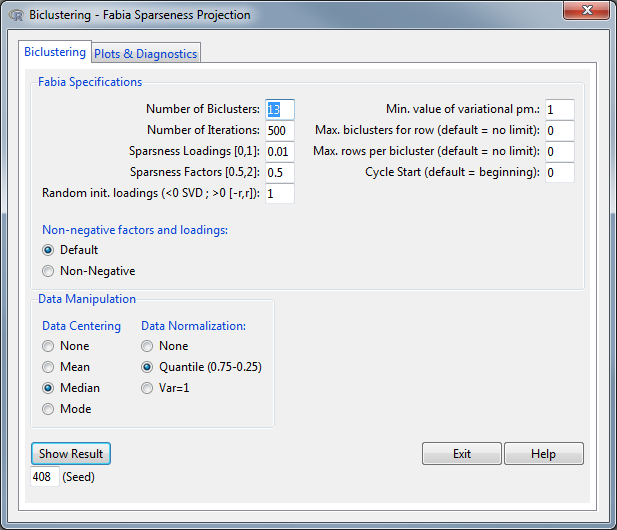 Biclustering - Fabia Sparseness Projection
Biclustering Plots & Diagnostics
Fabia Specifications
Number of Biclusters: 13 Min. value of variational pm.: 1
Number of Iterations: 500 Max. biclusters for row (default = no limit): 0
Sparsness Loadings [0,1]: 0.01 Max. rows per bicluster (default = no limit): 0
Sparsness Factors [0.5,2]: 0.5 Cycle Start (default = beginning): 0
Random init. loadings (<0 SVD ; >0 [-r,r]): 1
Non-negative factors and loadings:
Default
Non-Negative
Data Manipulation
Data Centering Data Normalization:
None None
Mean Quantile (0.75-0.25)
Median Var=1
Mode
Show Result Exit Help
408 (Seed)